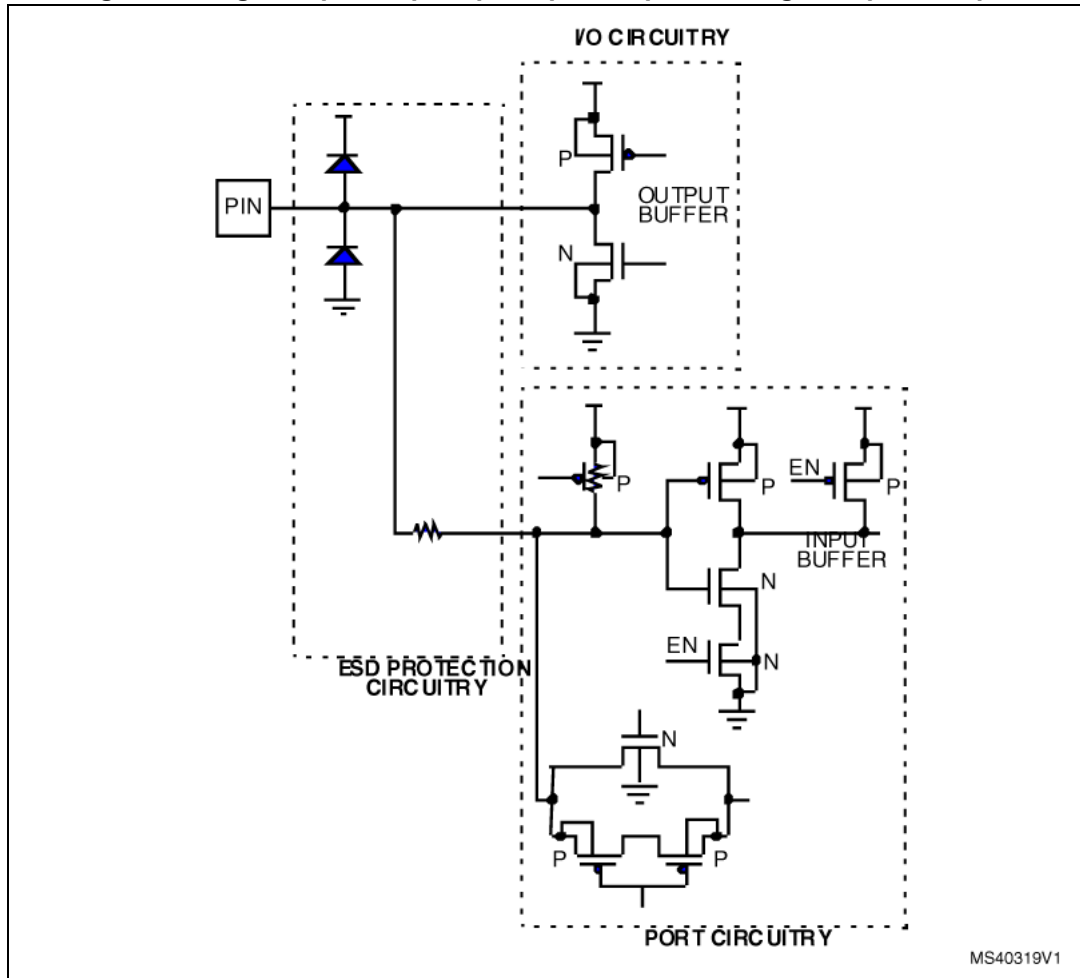 I/O CIRCUITRY
P
OUTPUT
BUFFER
PIN
N
P
P
EN
P
INPUT
BUFFER
N
EN
N
ESD PROTECTION
CIRCUITRY
N
P
P
PORT CIRCUITRY
MS40319V1